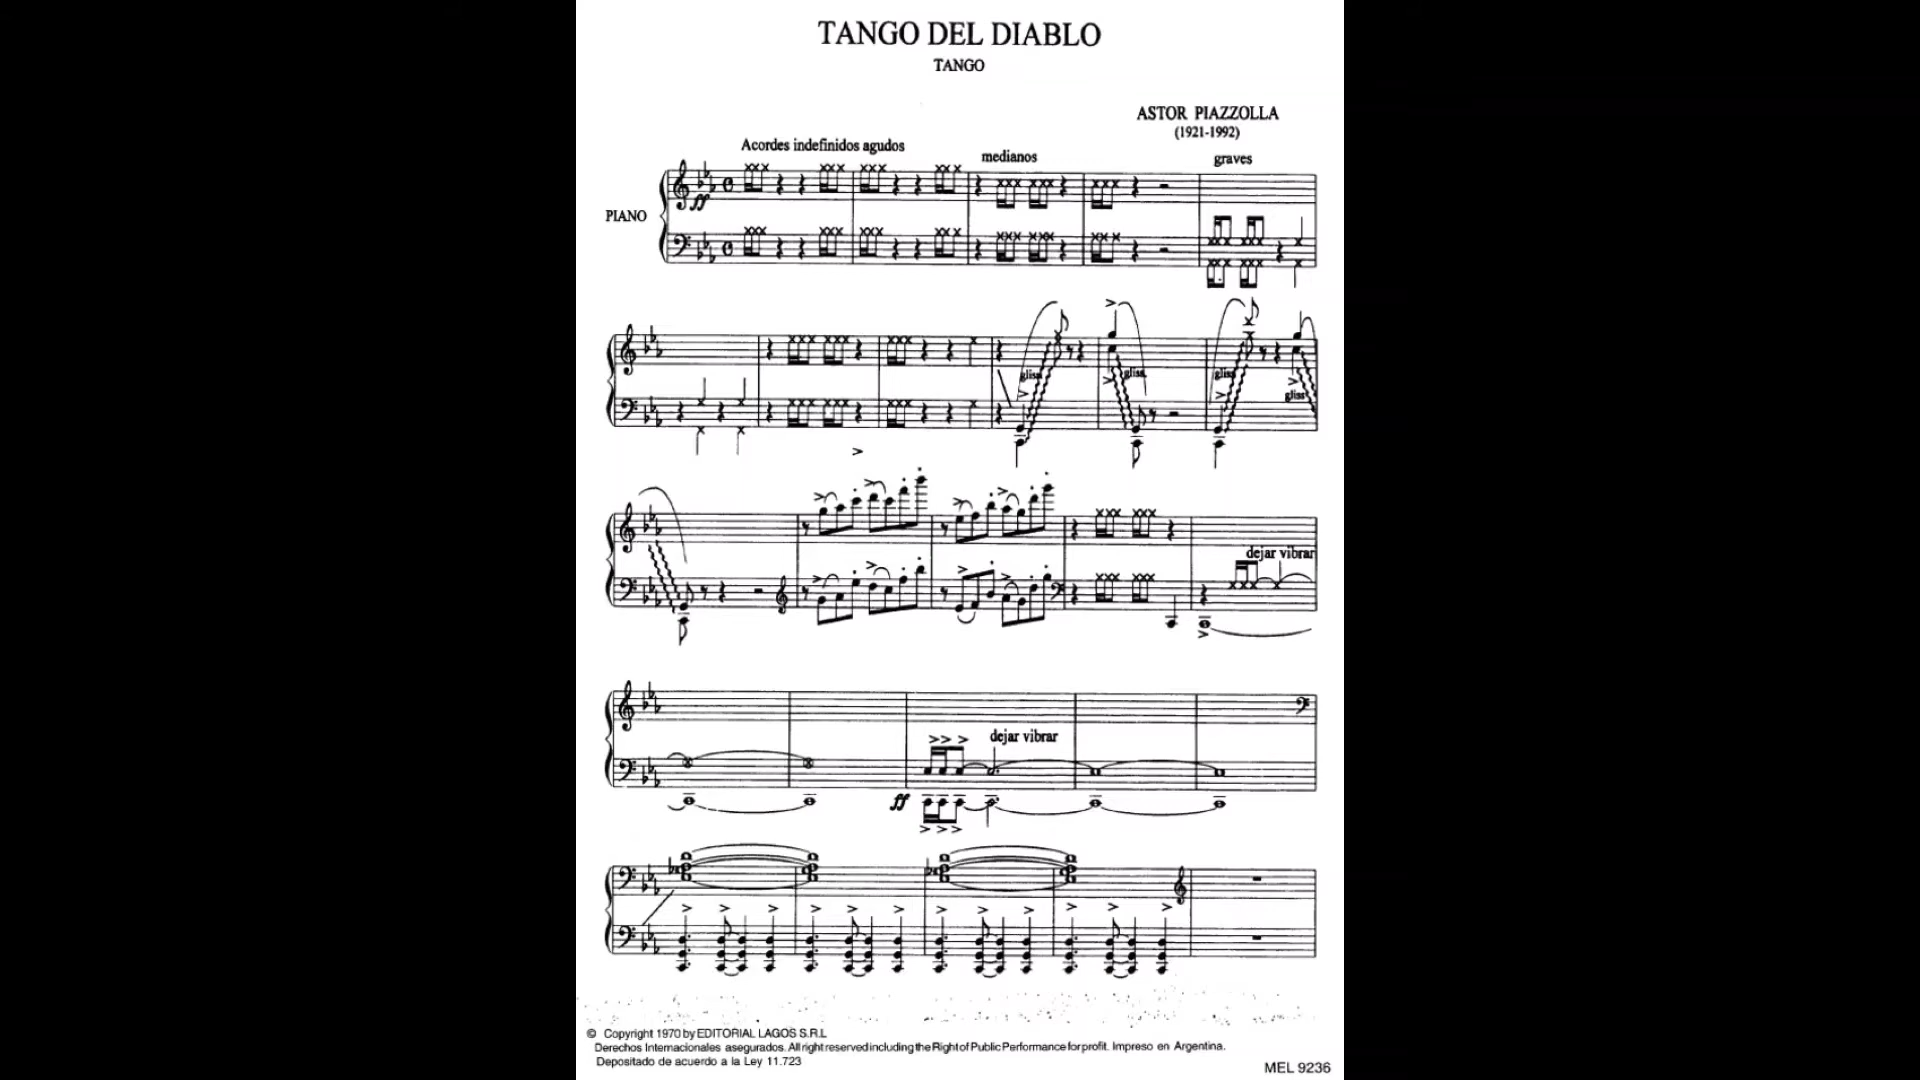 TANGO DEL DIABLO
TANGO
ASTOR PIAZZOLLA
(1921-1992)
Acordes indefinidos agudos
medianos
graves
ff
PIANO
gliss
gliss
gliss
gliss
dejar vibrar
dejar vibrar
ff
© Copyright 1970 by EDITORIAL LAGOS S.R.L
Derechos Internacionales asegurados. All right reserved including the Right of Public Performance for profit. Impreso en Argentina.
Depositado de acuerdo a la Ley 11.723
MEL 9236